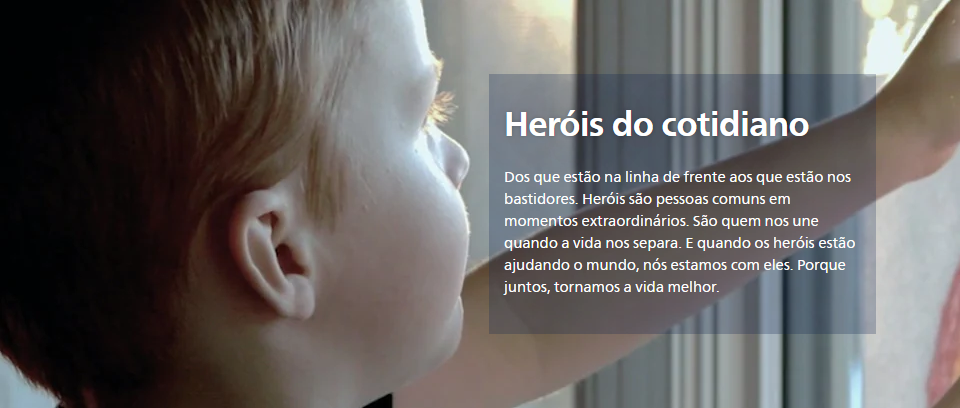 Heróis do cotidiano
Dos que estão na linha de frente aos que estão nos
bastidores. Heróis são pessoas comuns em
momentos extraordinários. São quem nos une
quando a vida nos separa. E quando os heróis estão
ajudando o mundo, nós estamos com eles. Porque
juntos, tornamos a vida melhor.